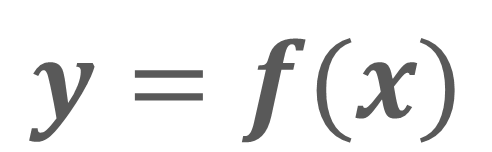 y = f(x)